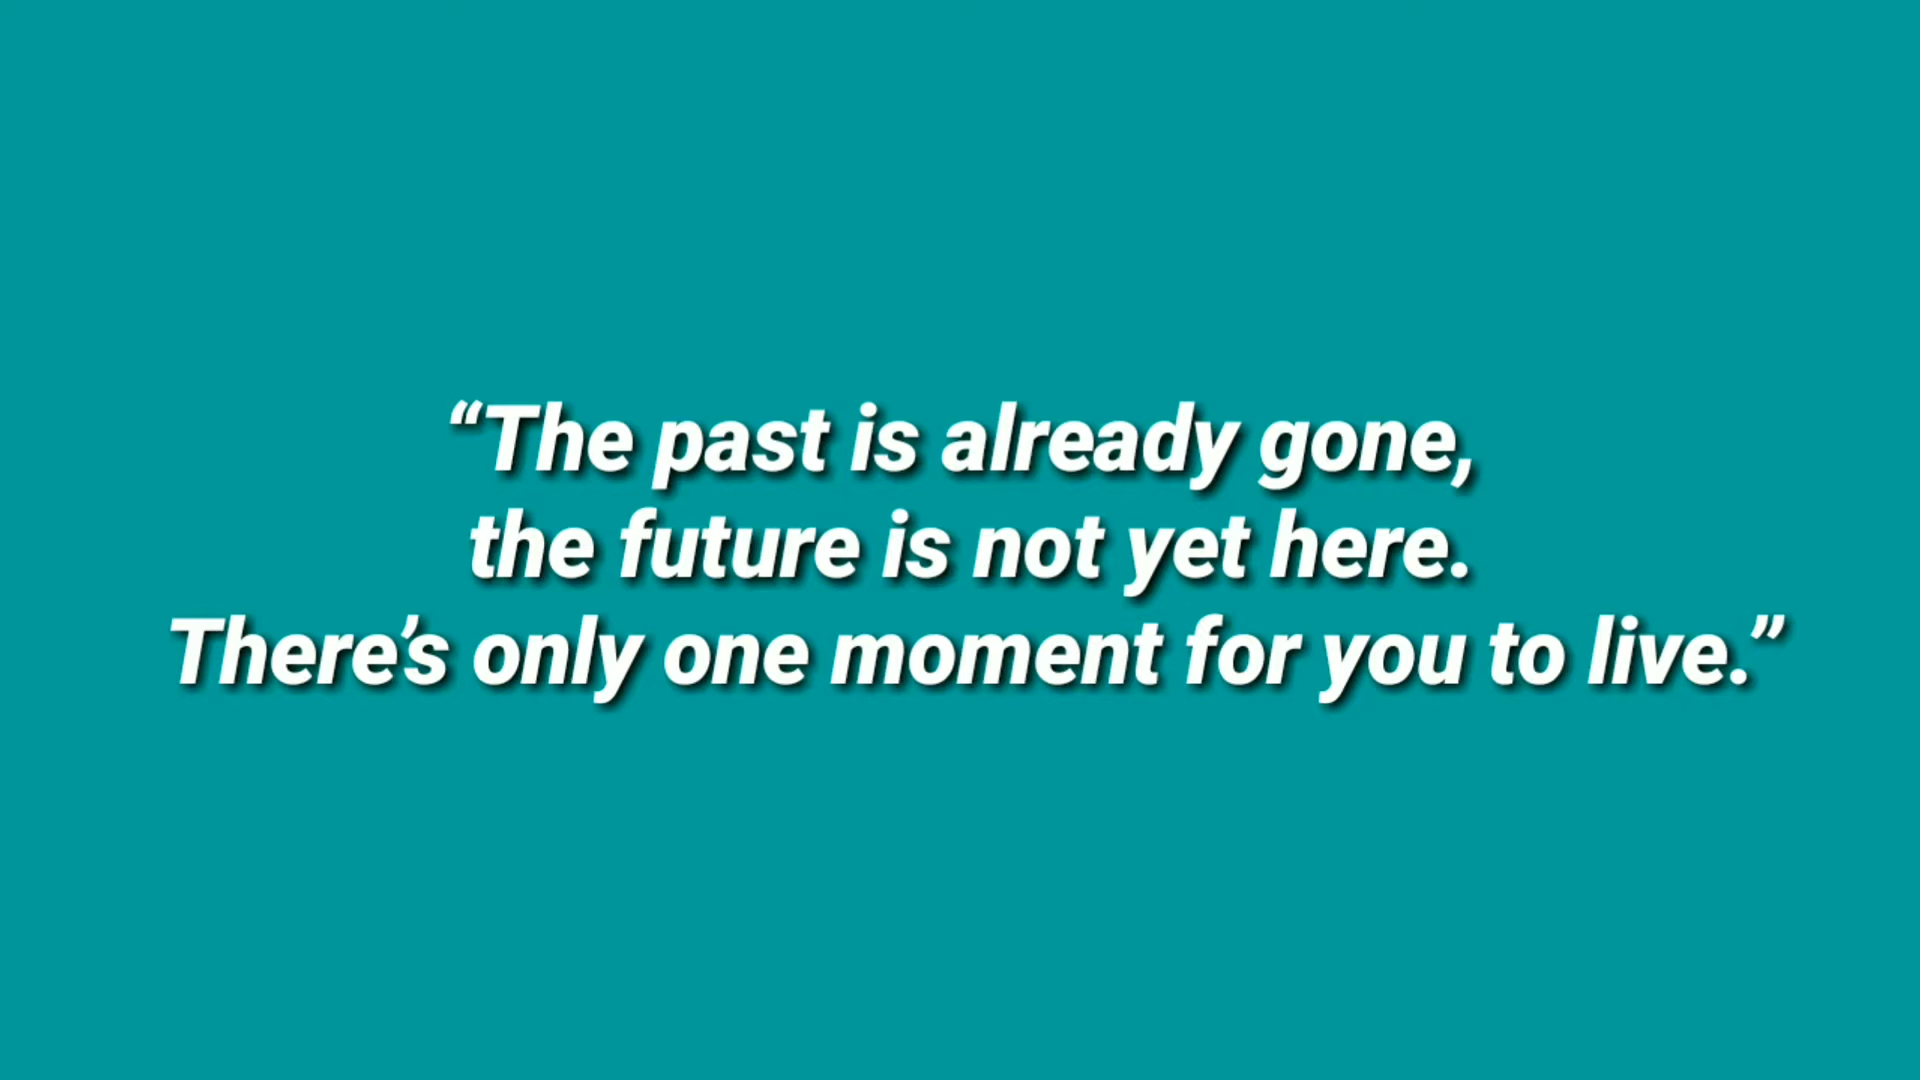 “The past is already gone,
the future is not yet here.
There’s only one moment for you to live.”